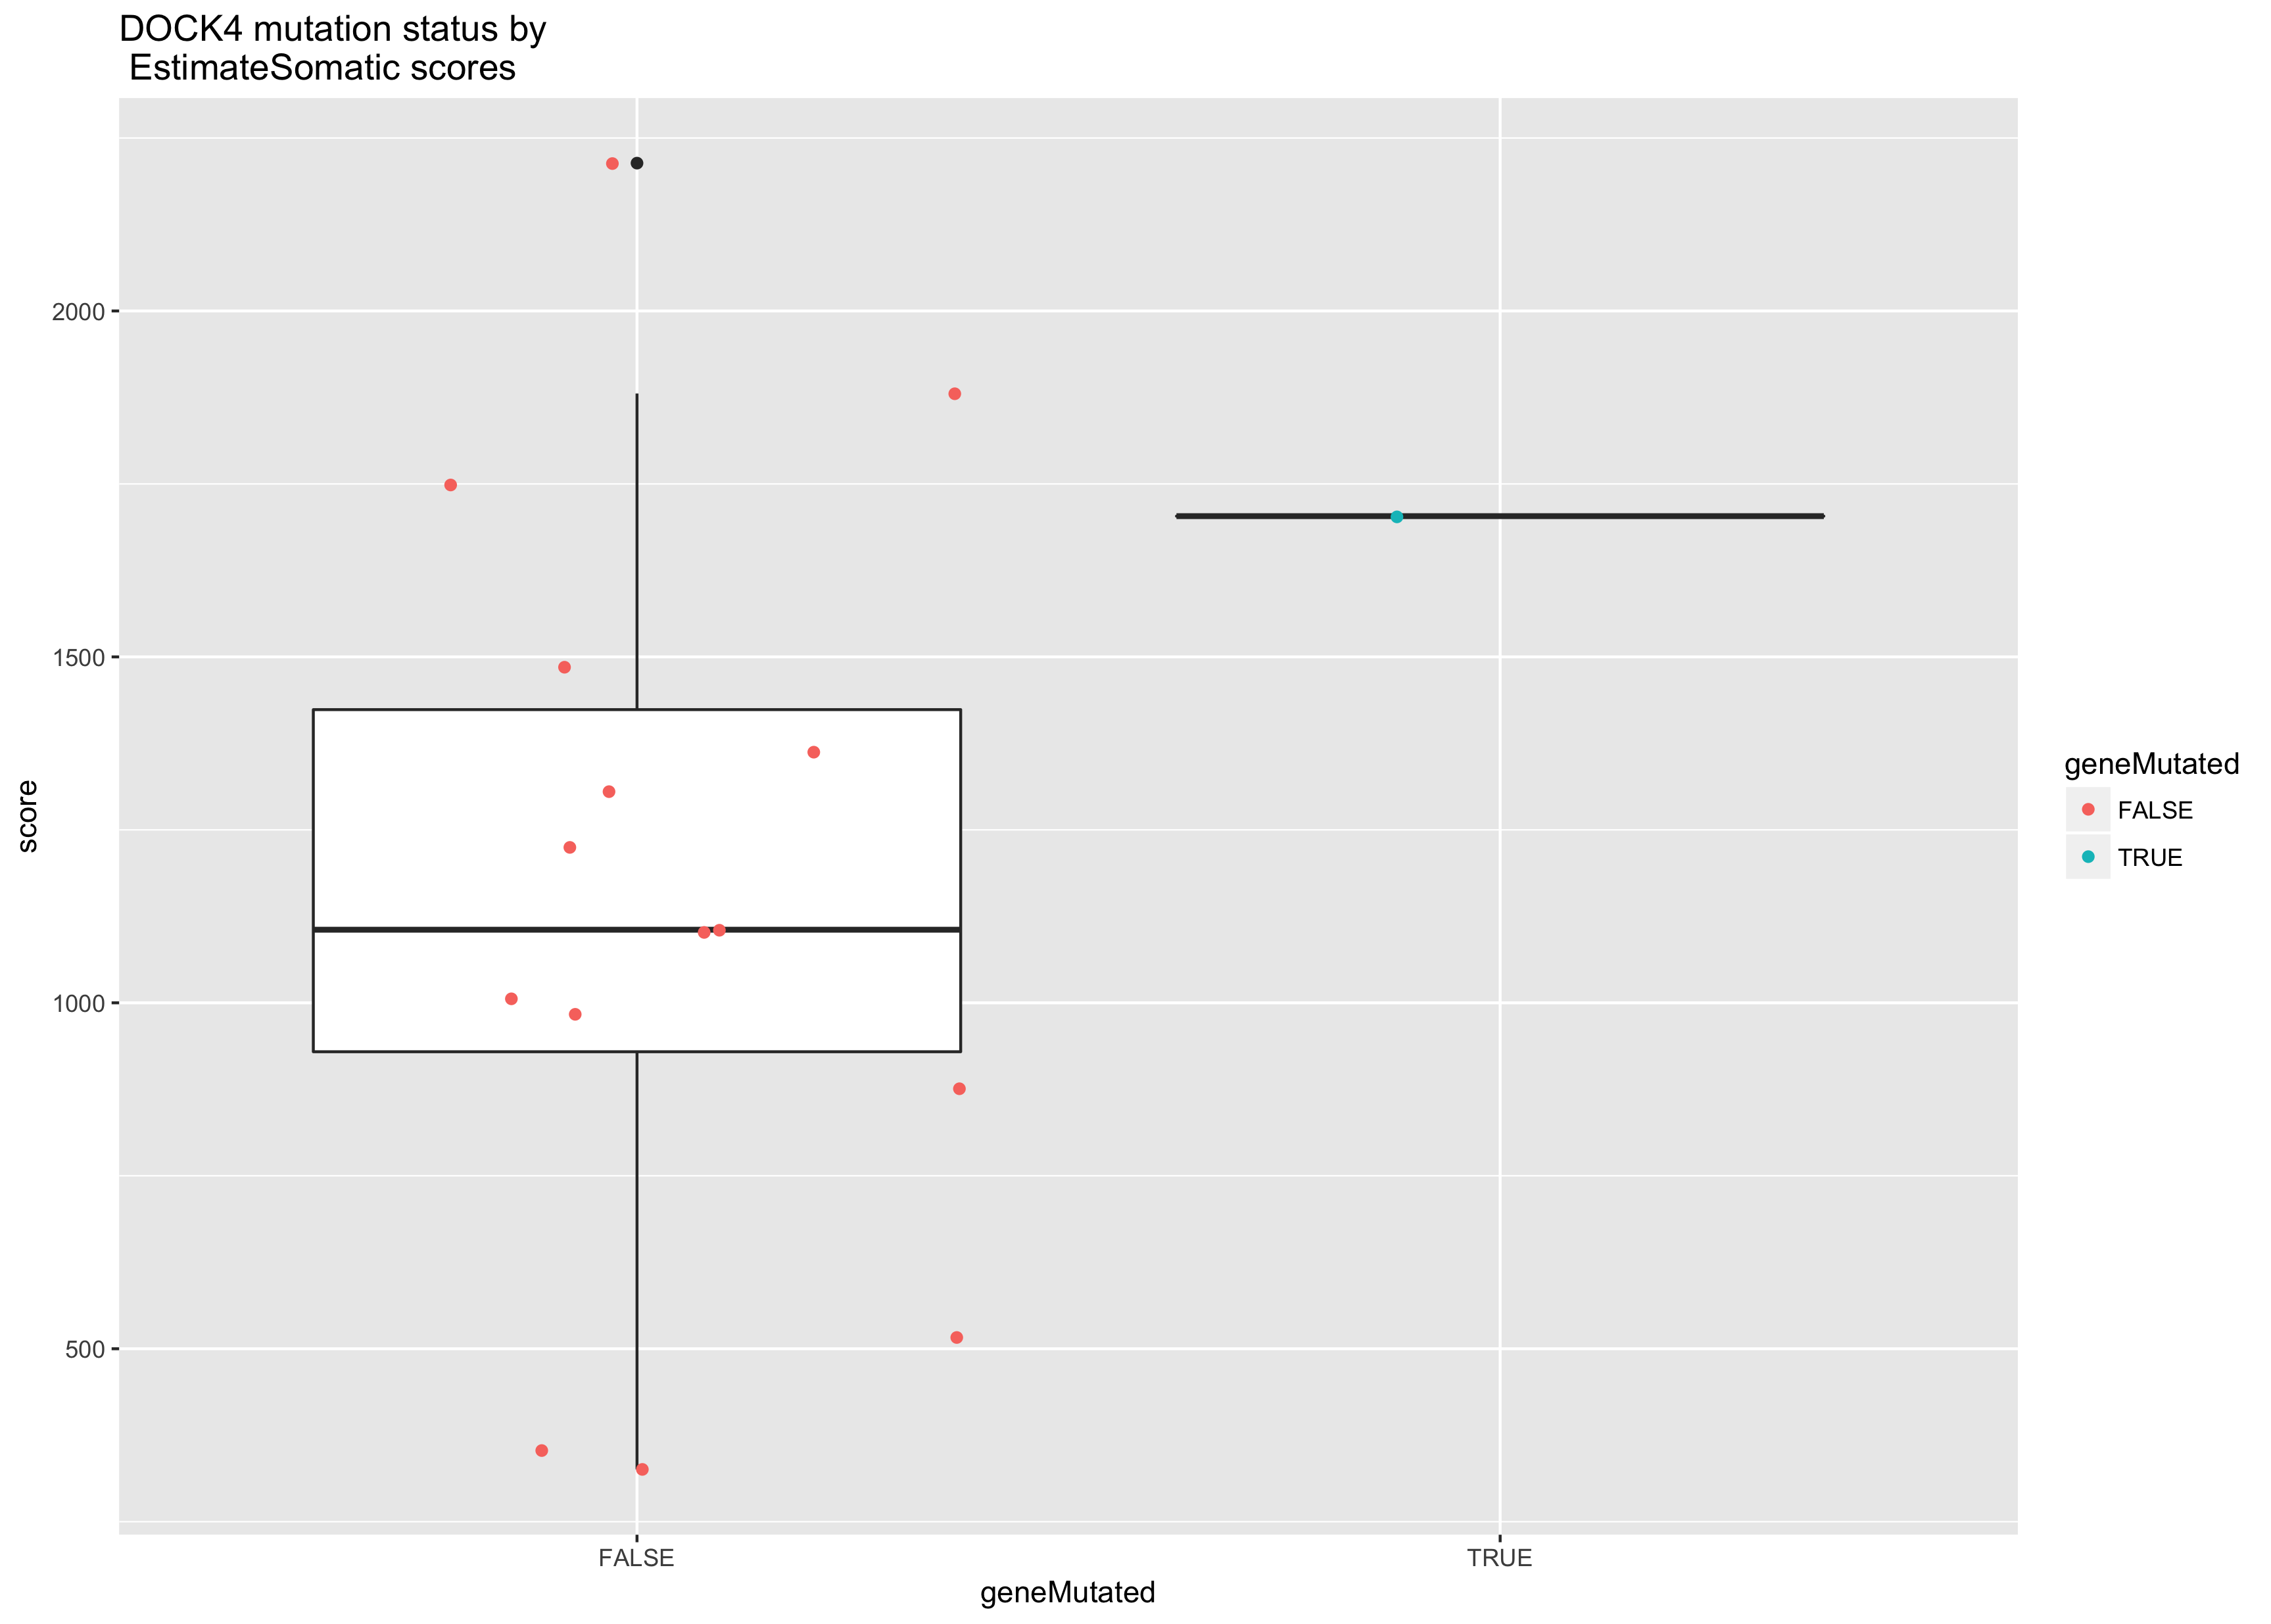 DOCK4 mutation status by
EstimateSomatic scores
2000
1500
1000
500
score
FALSE
TRUE
geneMutated
geneMutated
FALSE
TRUE